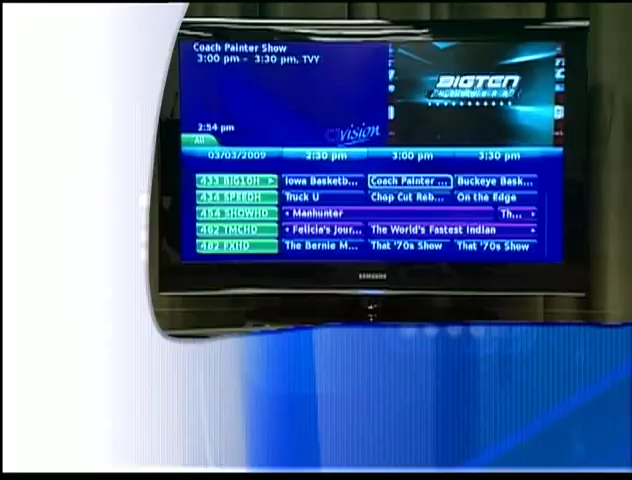 Coach Painter Show
3:00 pm - 3:30 pm, TVY
2:54 pm
vision
BIGTEN
All
03/03/2009 2:30 pm 3:00 pm 3:30 pm
433 BIG10H Iowa Basketb... Coach Painter ... Buckeye Bask...
434 SPEEDH Truck U Chop Cut Reb... On the Edge
454 SHOWHD Manhunter Th...
462 TMCHD Felicia's Jour... The World's Fastest Indian
482 FXHD The Bernie M... That '70s Show That '70s Show
SAMSUNG